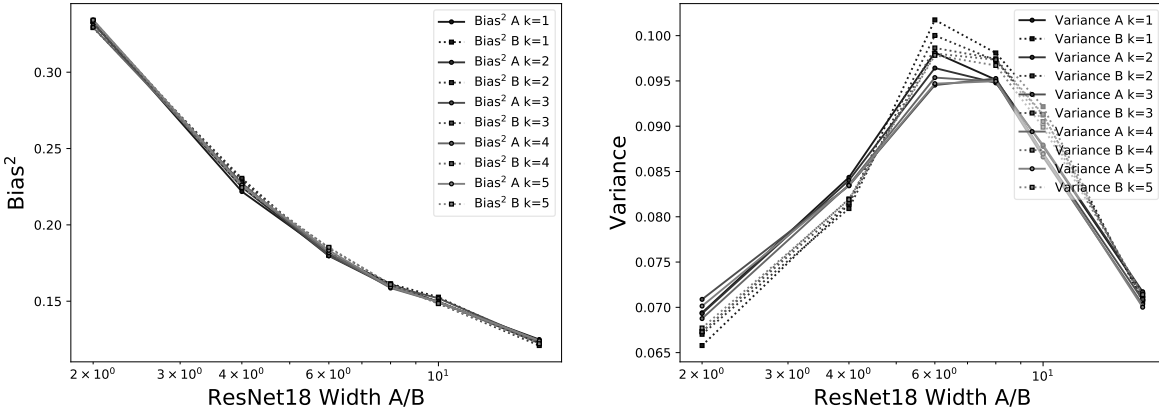 Bias²
0.30
0.25
0.20
0.15
2 × 10⁰
3 × 10⁰
4 × 10⁰
6 × 10⁰
10¹
ResNet18 Width A/B
Bias² A k=1
Bias² B k=1
Bias² A k=2
Bias² B k=2
Bias² A k=3
Bias² B k=3
Bias² A k=4
Bias² B k=4
Bias² A k=5
Bias² B k=5
Variance
0.100
0.095
0.090
0.085
0.080
0.075
0.070
0.065
2 × 10⁰
3 × 10⁰
4 × 10⁰
6 × 10⁰
10¹
ResNet18 Width A/B
Variance A k=1
Variance B k=1
Variance A k=2
Variance B k=2
Variance A k=3
Variance B k=3
Variance A k=4
Variance B k=4
Variance A k=5
Variance B k=5